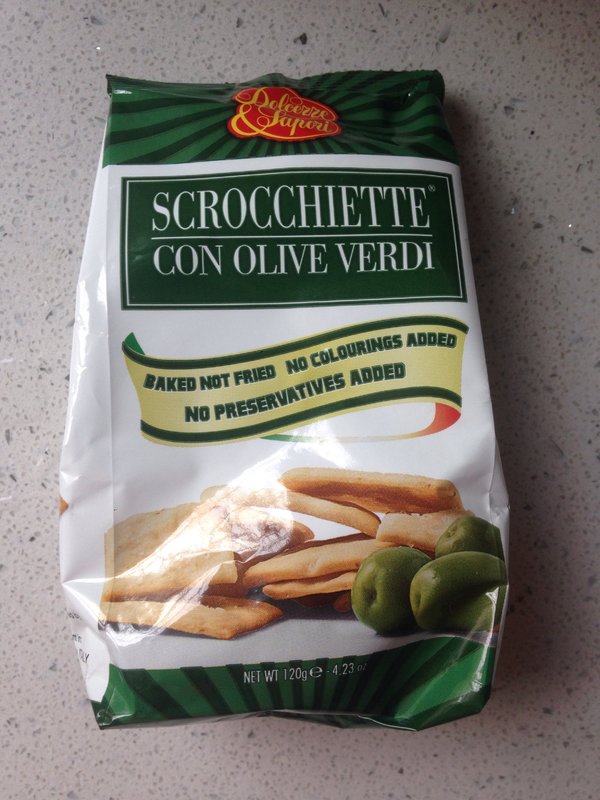 Dolcezze
& Sapori
SCROCCHIETTE®
CON OLIVE VERDI
BAKED NOT FRIED NO COLOURINGS ADDED
NO PRESERVATIVES ADDED
NET WT 120g ℮ - 4.23 oz